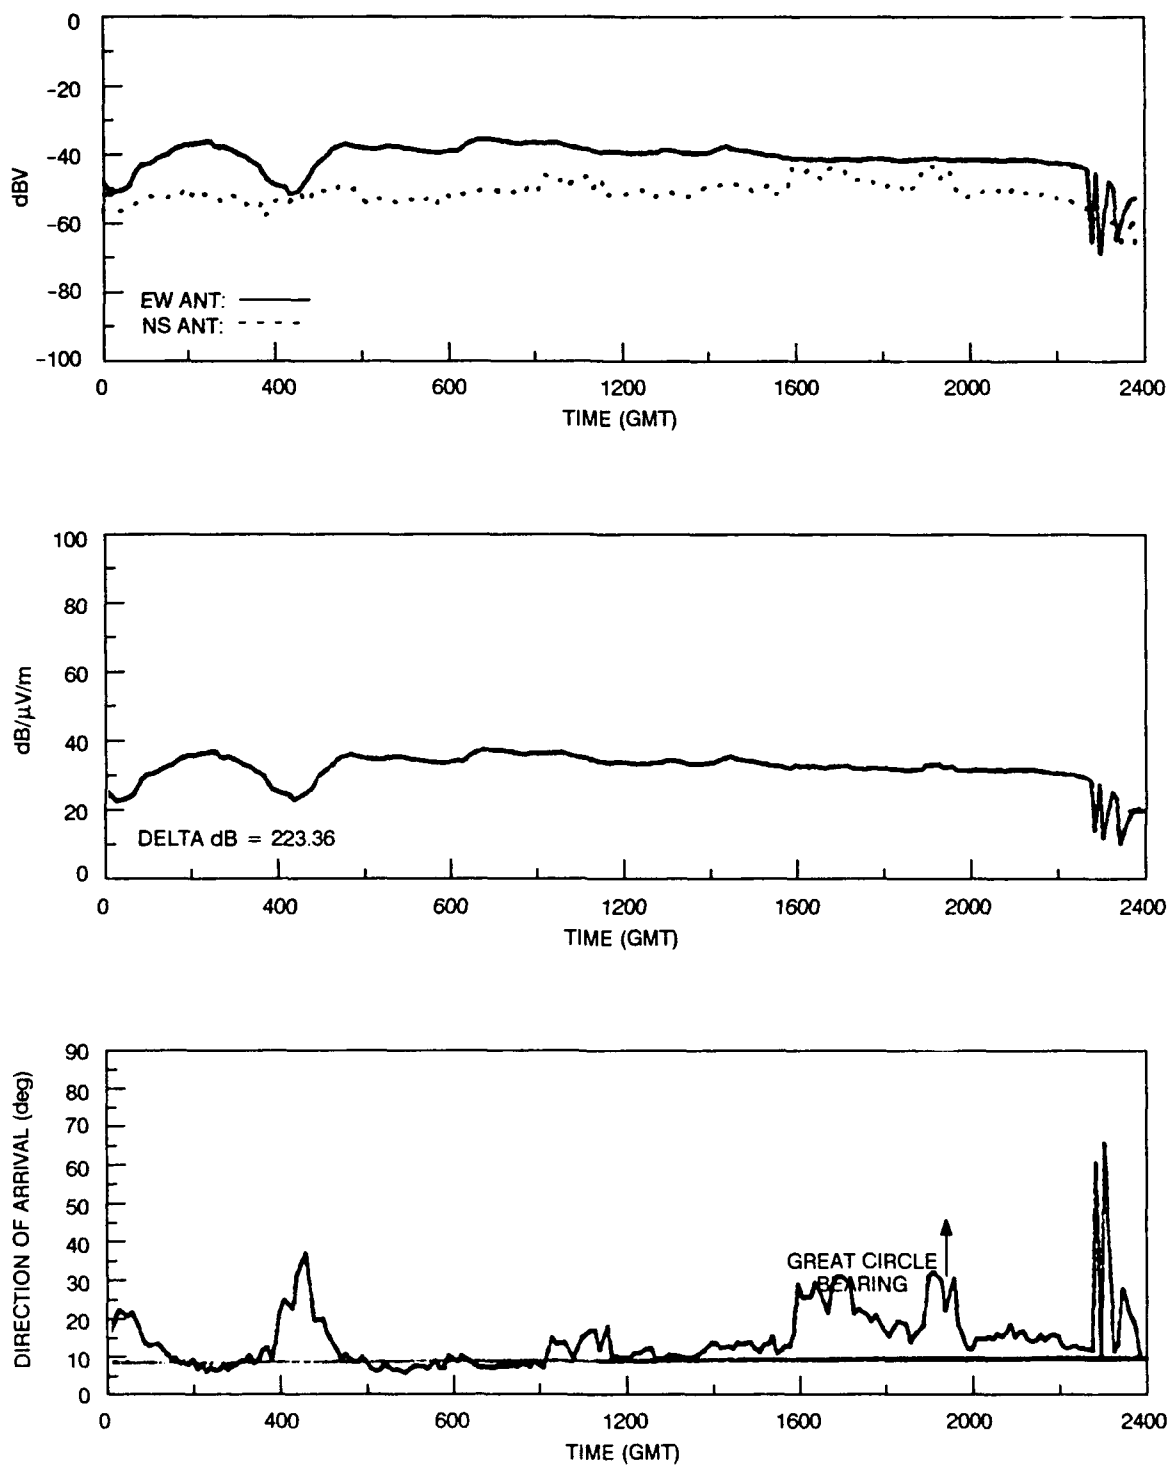 0
-20
-40
-60
-80
-100
dBV
EW ANT:
NS ANT:
0 400 600 1200 1600 2000 2400
TIME (GMT)
100
80
60
40
20
0
dB/μV/m
DELTA dB = 223.36
0 400 600 1200 1600 2000 2400
TIME (GMT)
90
80
70
60
50
40
30
20
10
0
DIRECTION OF ARRIVAL (deg)
GREAT CIRCLE
BEARING
0 400 600 1200 1600 2000 2400
TIME (GMT)